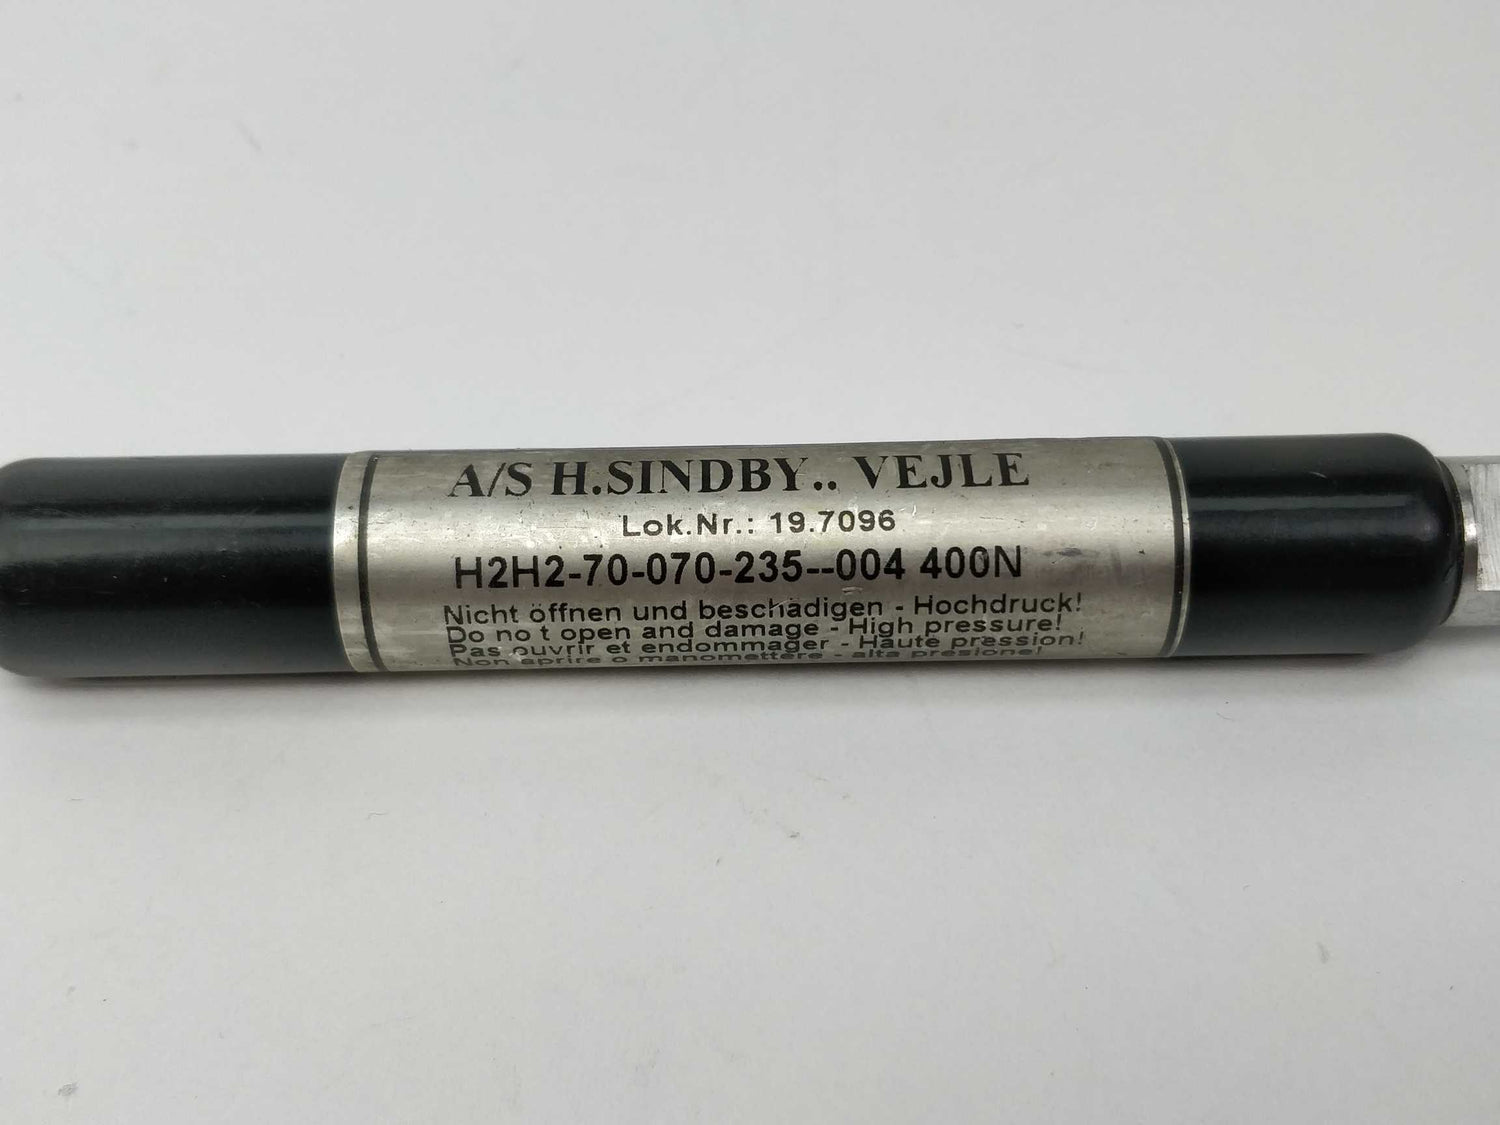 A/S H.SINDBY.. VEJLE
Lok.Nr.: 19.7096
H2H2-70-070-235--004 400N
Nicht öffnen und beschädigen - Hochdruck!
Do no t open and damage - High pressure!
Pas ouvrir et endommager - Haute pression!
Non aprire o manomettere - alta presione!